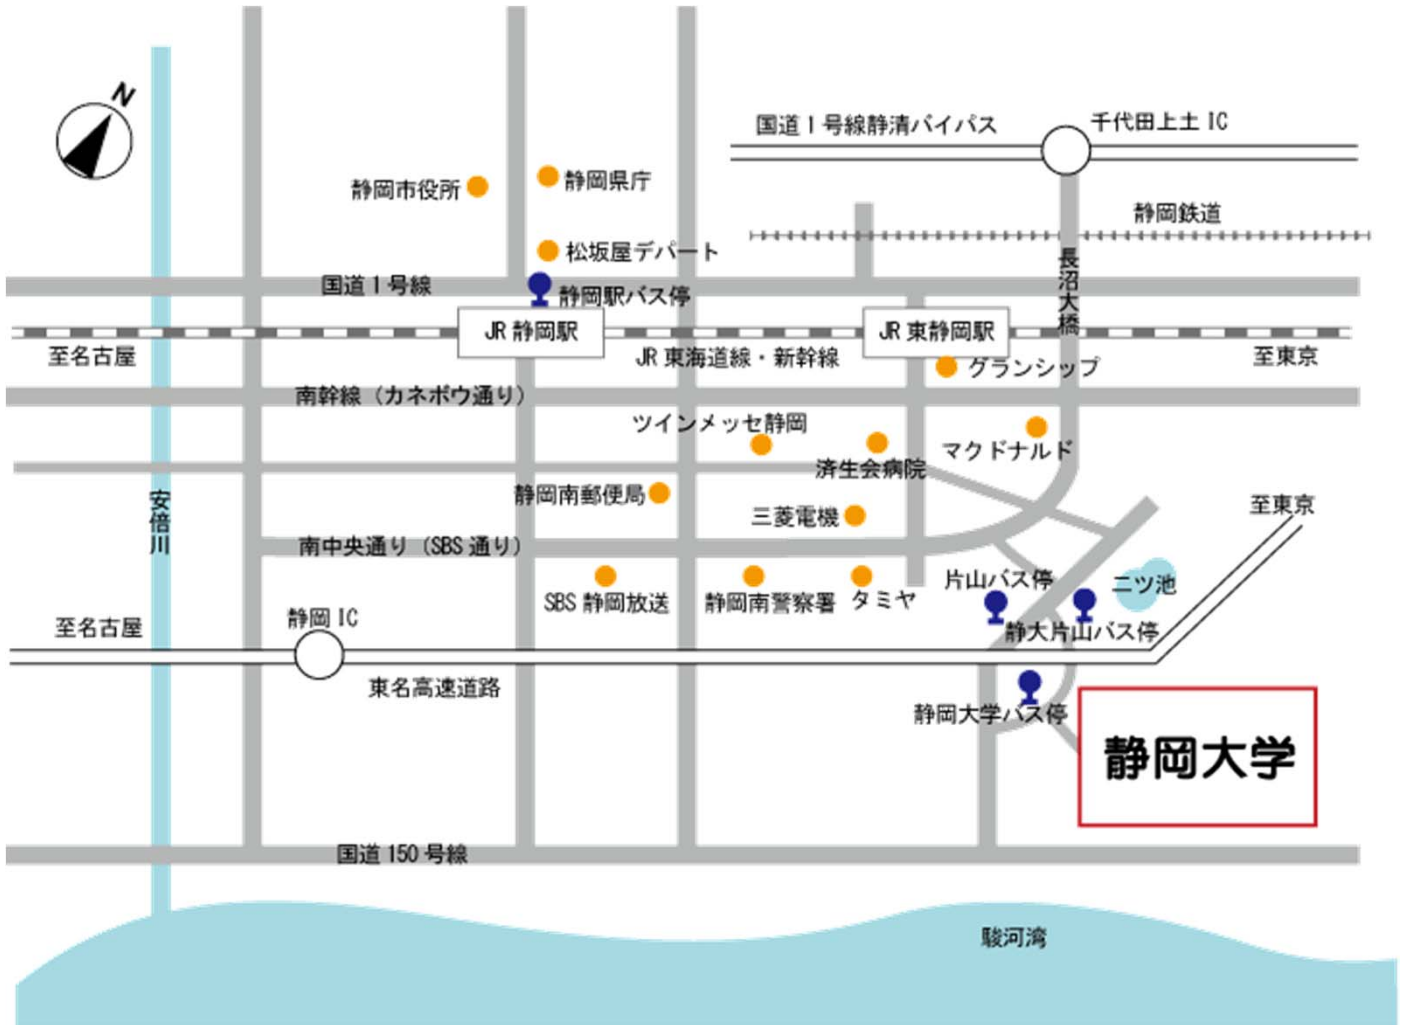 N
国道1号線静清バイパス
千代田上土IC
静岡市役所
静岡県庁
静岡鉄道
松坂屋デパート
長沼大橋
国道1号線
静岡駅バス停
JR 静岡駅
JR 東静岡駅
至名古屋
JR 東海道線・新幹線
至東京
グランシップ
南幹線（カネボウ通り）
ツインメッセ静岡
マクドナルド
済生会病院
静岡南郵便局
安倍川
三菱電機
至東京
南中央通り（SBS 通り）
片山バス停
二ツ池
SBS 静岡放送
静岡南警察署
タミヤ
静岡 IC
至名古屋
静大片山バス停
東名高速道路
静岡大学バス停
静岡大学
国道 150 号線
駿河湾